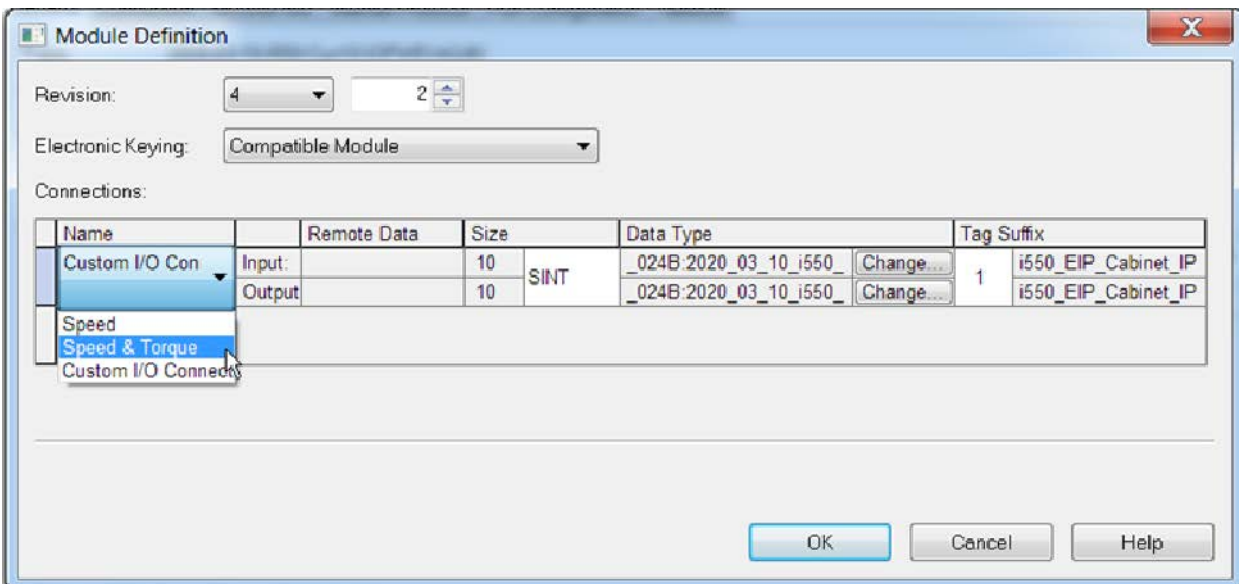 Module Definition
X
Revision: 4 2
Electronic Keying: Compatible Module
Connections:
Name Remote Data Size Data Type Tag Suffix
Custom I/O Con Input: 10 SINT _024B:2020_03_10_i550_ Change... 1 i550_EIP_Cabinet_IP
Output 10 _024B:2020_03_10_i550_ Change... i550_EIP_Cabinet_IP
Speed
Speed & Torque
Custom I/O Connect
OK Cancel Help